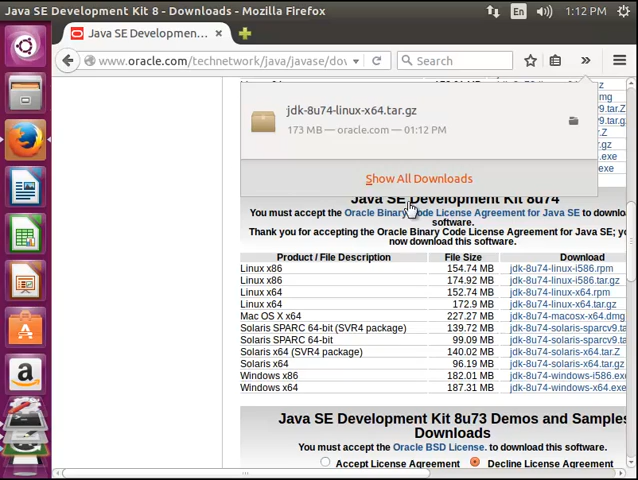 Java SE Development Kit 8 - Downloads - Mozilla Firefox
En
1:12 PM
Java SE Developmen...
www.oracle.com/technetwork/java/javase/dov
Search
jdk-8u74-linux-x64.tar.gz
173 MB — oracle.com — 01:12 PM
Show All Downloads
Java SE Development Kit 8u74
You must accept the Oracle Binary Code License Agreement for Java SE to downlo
software.
Thank you for accepting the Oracle Binary Code License Agreement for Java SE; yo
now download this software.
Product / File Description File Size Download
Linux x86 154.74 MB jdk-8u74-linux-i586.rpm
Linux x86 174.92 MB jdk-8u74-linux-i586.tar.gz
Linux x64 152.74 MB jdk-8u74-linux-x64.rpm
Linux x64 172.9 MB jdk-8u74-linux-x64.tar.gz
Mac OS X x64 227.27 MB jdk-8u74-macosx-x64.dmg
Solaris SPARC 64-bit (SVR4 package) 139.72 MB jdk-8u74-solaris-sparcv9.ta
Solaris SPARC 64-bit 99.09 MB jdk-8u74-solaris-sparcv9.ta
Solaris x64 (SVR4 package) 140.02 MB jdk-8u74-solaris-x64.tar.Z
Solaris x64 96.19 MB jdk-8u74-solaris-x64.tar.gz
Windows x86 182.01 MB jdk-8u74-windows-i586.exe
Windows x64 187.31 MB jdk-8u74-windows-x64.exe
Java SE Development Kit 8u73 Demos and Samples
Downloads
You must accept the Oracle BSD License. to download this software.
Accept License Agreement Decline License Agreement